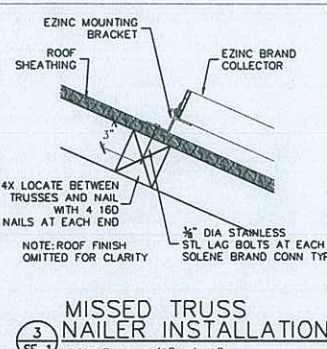 EZINC MOUNTING
BRACKET
ROOF
SHEATHING
EZINC BRAND
COLLECTOR
3"
4X LOCATE BETWEEN
TRUSSES AND NAIL
WITH 4 16D
NAILS AT EACH END
NOTE:ROOF FINISH
OMITTED FOR CLARITY
⅜" DIA STAINLESS
STL LAG BOLTS AT EACH
SOLENE BRAND CONN TYP
MISSED TRUSS
NAILER INSTALLATION
3